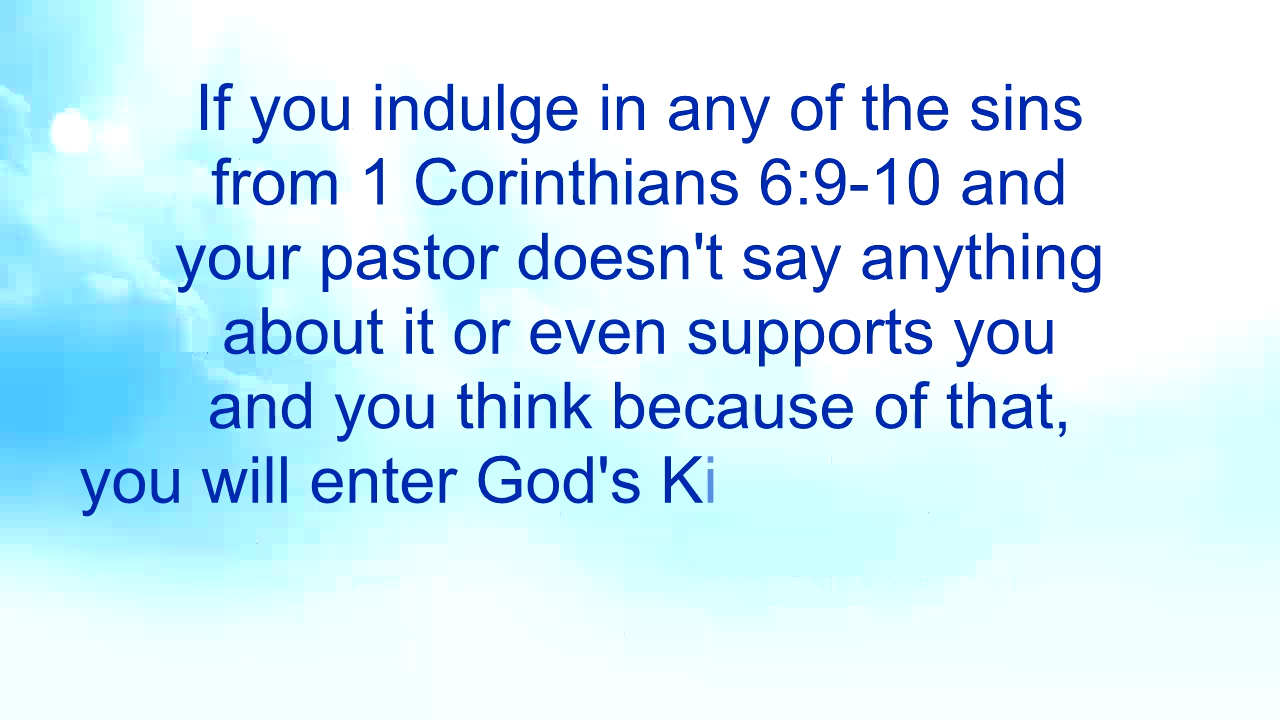 If you indulge in any of the sins
from 1 Corinthians 6:9-10 and
your pastor doesn't say anything
about it or even supports you
and you think because of that,
you will enter God's Ki